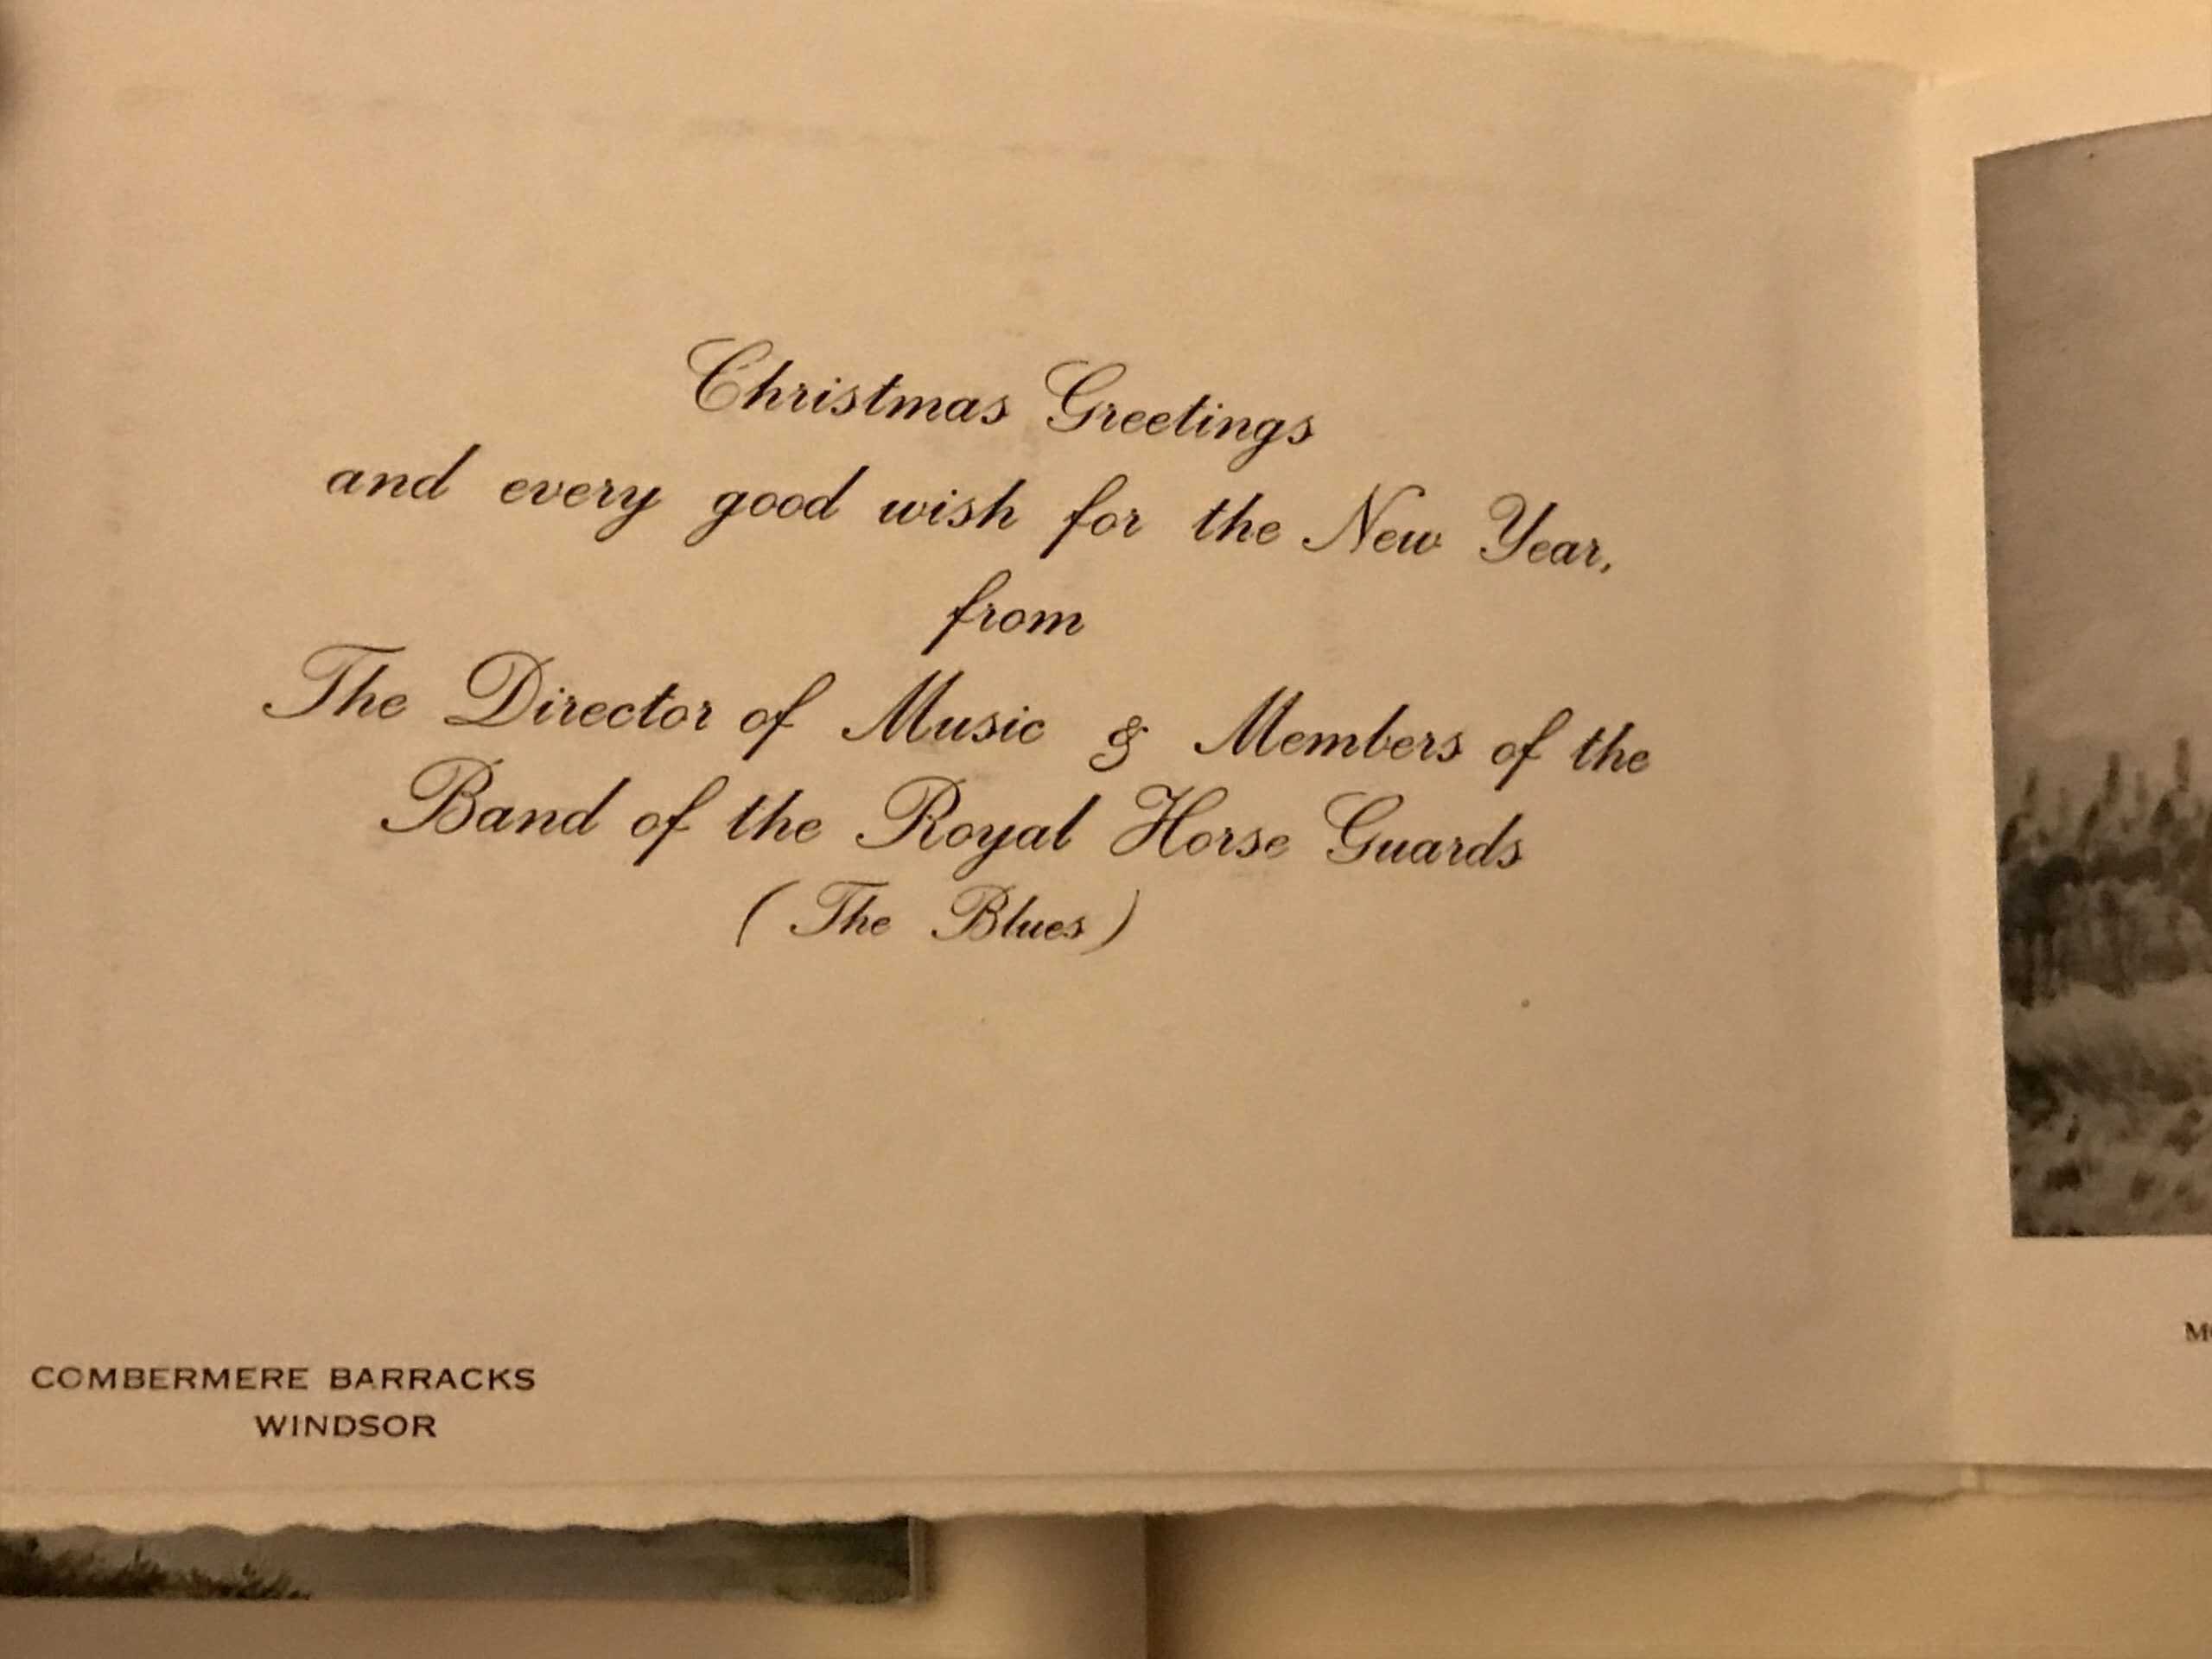 Christmas Greetings
and every good wish for the New Year,
from
The Director of Music & Members of the
Band of the Royal Horse Guards
(The Blues)
COMBERMERE BARRACKS
WINDSOR